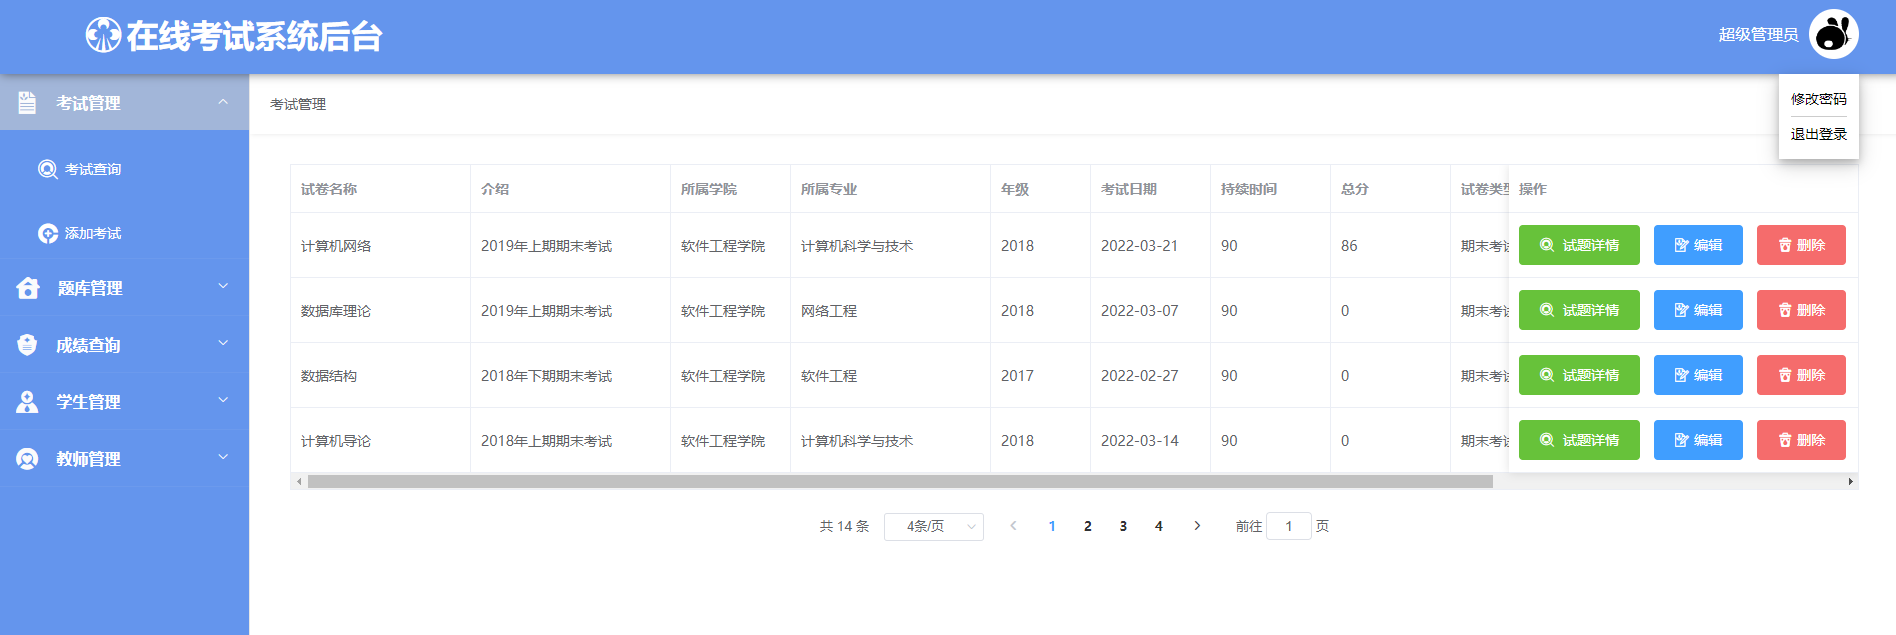 在线考试系统后台
超级管理员
修改密码
退出登录
考试管理
考试查询
添加考试
题库管理
成绩查询
学生管理
教师管理
考试管理
试卷名称 介绍 所属学院 所属专业 年级 考试日期 持续时间 总分 试卷类型 操作
计算机网络 2019年上期期末考试 软件工程学院 计算机科学与技术 2018 2022-03-21 90 86 期末考试 试题详情 编辑 删除
数据库理论 2019年上期期末考试 软件工程学院 网络工程 2018 2022-03-07 90 0 期末考试 试题详情 编辑 删除
数据结构 2018年下期期末考试 软件工程学院 软件工程 2017 2022-02-27 90 0 期末考试 试题详情 编辑 删除
计算机导论 2018年上期期末考试 软件工程学院 计算机科学与技术 2018 2022-03-14 90 0 期末考试 试题详情 编辑 删除
共 14 条 4条/页 1 2 3 4 前往 1 页